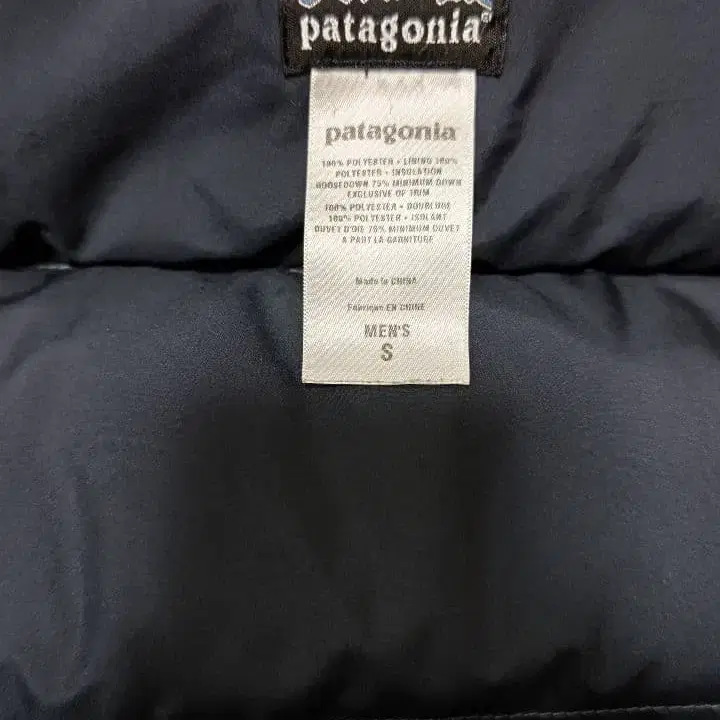 patagonia®
patagonia
100% POLYESTER • LINING 100%
POLYESTER • INSULATION
GOOSEDOWN 75% MINIMUM DOWN
EXCLUSIVE OF TRIM
100% POLYESTER • DOUBLURE
100% POLYESTER • ISOLANT
DUVET D'OIE 75% MINIMUM DUVET
A PART LA GARNITURE
Made in CHINA
Fabriqué EN CHINE
MEN'S
S